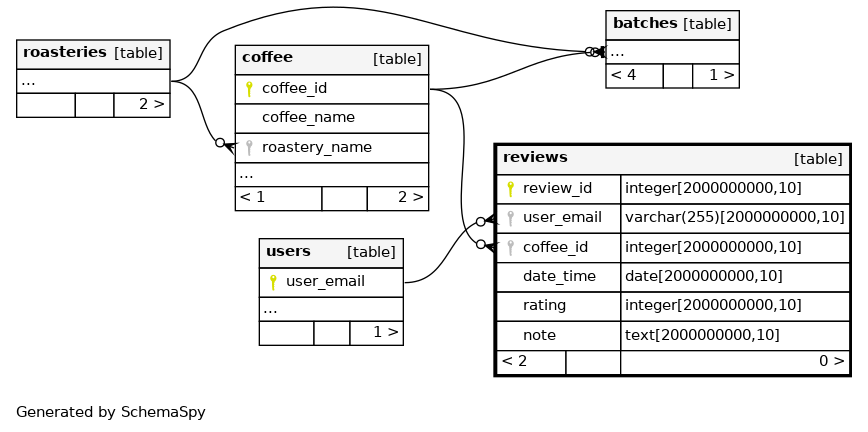 roasteries [table]
...
2 >
coffee [table]
coffee_id
coffee_name
roastery_name
...
< 1 2 >
batches [table]
...
< 4 1 >
users [table]
user_email
...
1 >
reviews [table]
review_id integer[2000000000,10]
user_email varchar(255)[2000000000,10]
coffee_id integer[2000000000,10]
date_time date[2000000000,10]
rating integer[2000000000,10]
note text[2000000000,10]
< 2 0 >
Generated by SchemaSpy